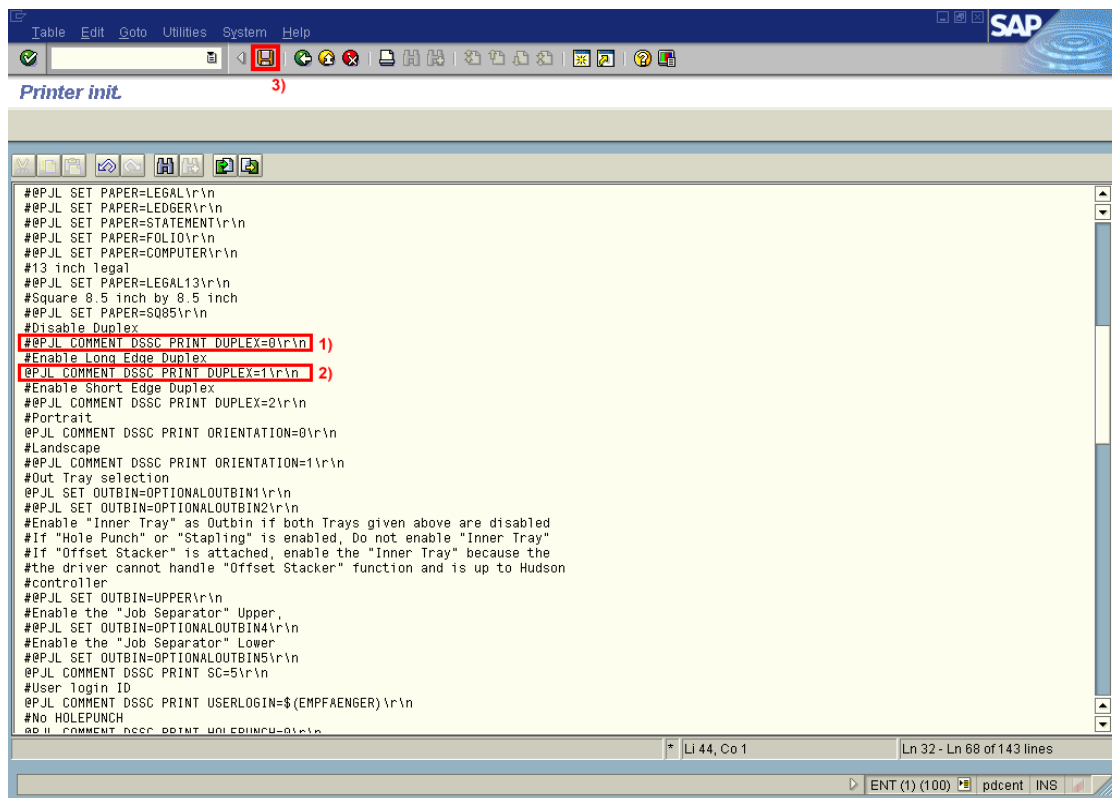 Table Edit Goto Utilities System Help
SAP
3)
Printer init.
#@PJL SET PAPER=LEGAL\r\n
#@PJL SET PAPER=LEDGER\r\n
#@PJL SET PAPER=STATEMENT\r\n
#@PJL SET PAPER=FOLIO\r\n
#@PJL SET PAPER=COMPUTER\r\n
#13 inch legal
#@PJL SET PAPER=LEGAL13\r\n
#Square 8.5 inch by 8.5 inch
#@PJL SET PAPER=SQ85\r\n
#Disable Duplex
#@PJL COMMENT DSSC PRINT DUPLEX=0\r\n 1)
#Enable Long Edge Duplex
@PJL COMMENT DSSC PRINT DUPLEX=1\r\n 2)
#Enable Short Edge Duplex
#@PJL COMMENT DSSC PRINT DUPLEX=2\r\n
#Portrait
@PJL COMMENT DSSC PRINT ORIENTATION=0\r\n
#Landscape
#@PJL COMMENT DSSC PRINT ORIENTATION=1\r\n
#Out Tray selection
@PJL SET OUTBIN=OPTIONALOUTBIN1\r\n
#@PJL SET OUTBIN=OPTIONALOUTBIN2\r\n
#Enable "Inner Tray" as Outbin if both Trays given above are disabled
#If "Hole Punch" or "Stapling" is enabled, Do not enable "Inner Tray"
#If "Offset Stacker" is attached, enable the "Inner Tray" because the
#the driver cannot handle "Offset Stacker" function and is up to Hudson
#controller
#@PJL SET OUTBIN=UPPER\r\n
#Enable the "Job Separator" Upper,
#@PJL SET OUTBIN=OPTIONALOUTBIN4\r\n
#Enable the "Job Separator" Lower
#@PJL SET OUTBIN=OPTIONALOUTBIN5\r\n
@PJL COMMENT DSSC PRINT SC=5\r\n
#User login ID
@PJL COMMENT DSSC PRINT USERLOGIN=$(EMPFAENGER)\r\n
#No HOLEPUNCH
@PJL COMMENT DSSC PRINT HOLEPUNCH=0\r\n
* Li 44, Co 1 Ln 32 - Ln 68 of 143 lines
ENT (1) (100) pdcent INS